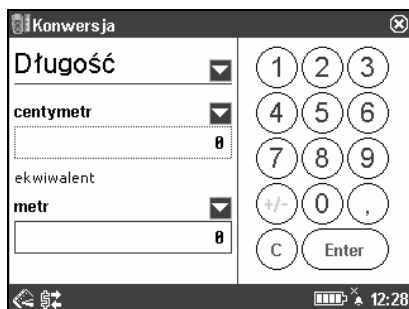 Konwersja
Długość
centymetr
0
ekwiwalent
metr
0
1 2 3
4 5 6
7 8 9
+/- 0 ,
C Enter
12:28